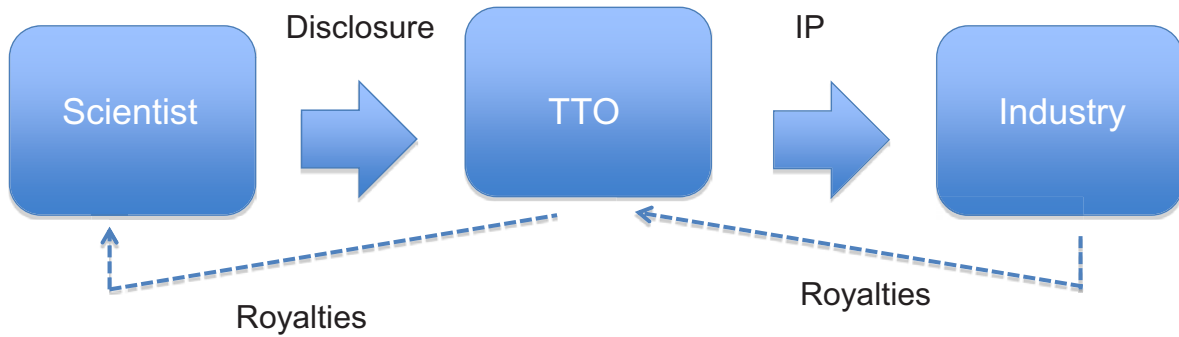 Disclosure
IP
Scientist
TTO
Industry
Royalties
Royalties